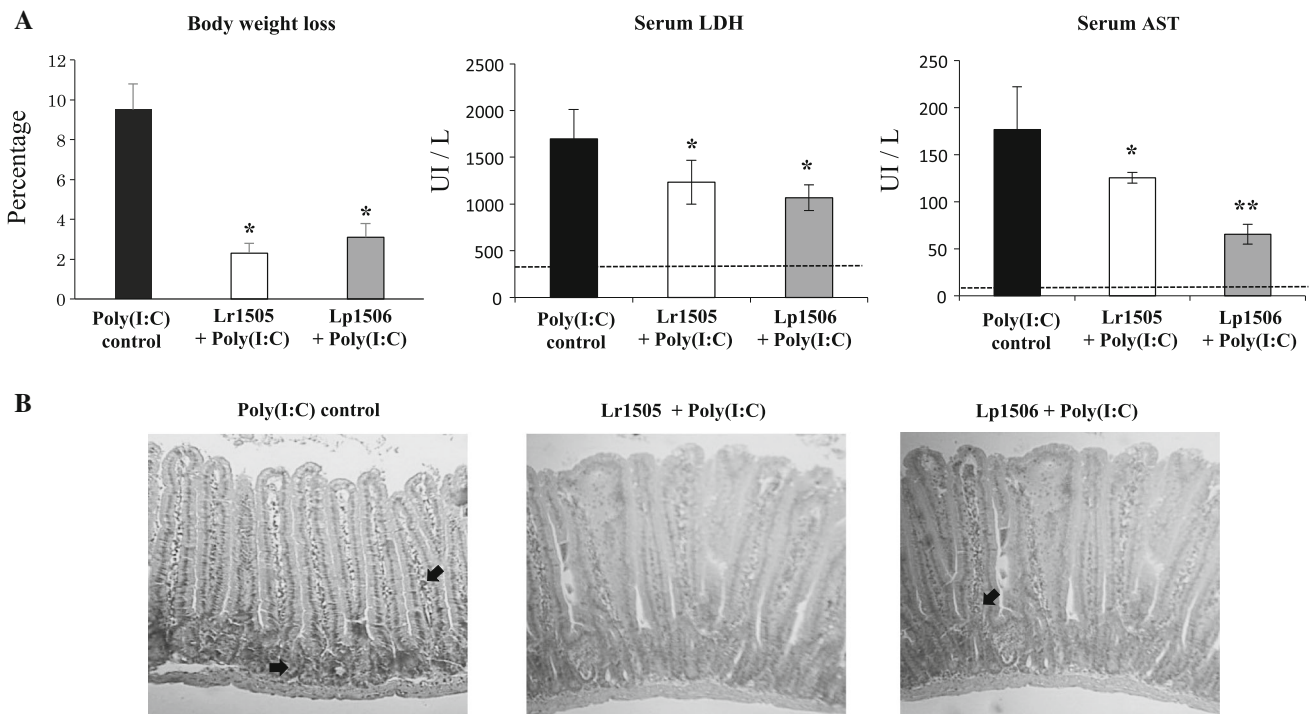 A
Body weight loss
Percentage
12
10
8
6
4
2
0
*
*
Poly(I:C)
control
Lr1505
+ Poly(I:C)
Lp1506
+ Poly(I:C)
Serum LDH
UI / L
2500
2000
1500
1000
500
0
*
*
Poly(I:C)
control
Lr1505
+ Poly(I:C)
Lp1506
+ Poly(I:C)
Serum AST
UI / L
250
200
150
100
50
0
*
**
Poly(I:C)
control
Lr1505
+ Poly(I:C)
Lp1506
+ Poly(I:C)
B
Poly(I:C) control
Lr1505 + Poly(I:C)
Lp1506 + Poly(I:C)